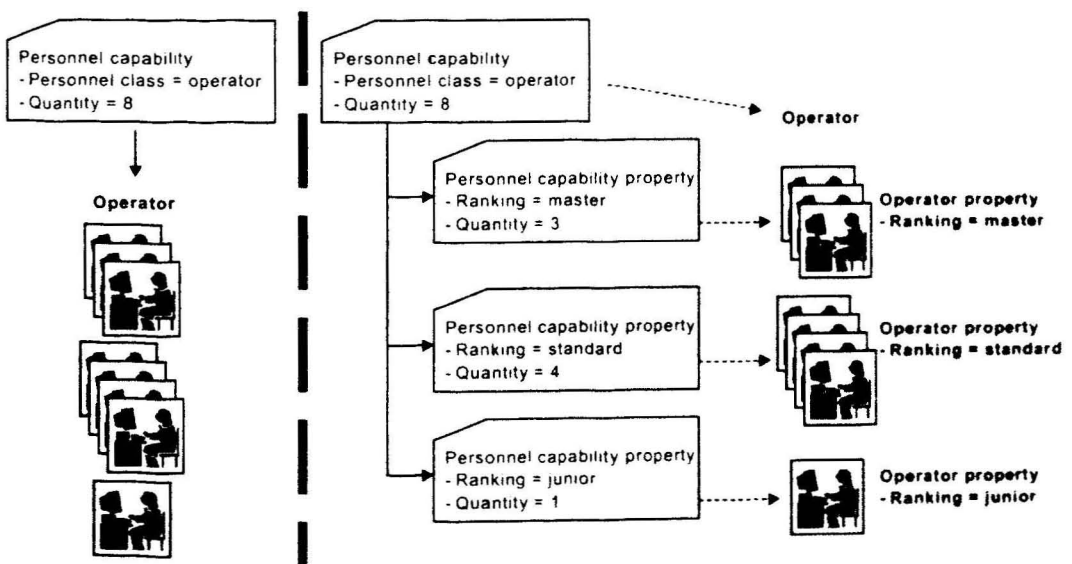 Personnel capability
- Personnel class = operator
- Quantity = 8
Operator
Personnel capability
- Personnel class = operator
- Quantity = 8
Operator
Personnel capability property
- Ranking = master
- Quantity = 3
Operator property
- Ranking = master
Personnel capability property
- Ranking = standard
- Quantity = 4
Operator property
- Ranking = standard
Personnel capability property
- Ranking = junior
- Quantity = 1
Operator property
- Ranking = junior